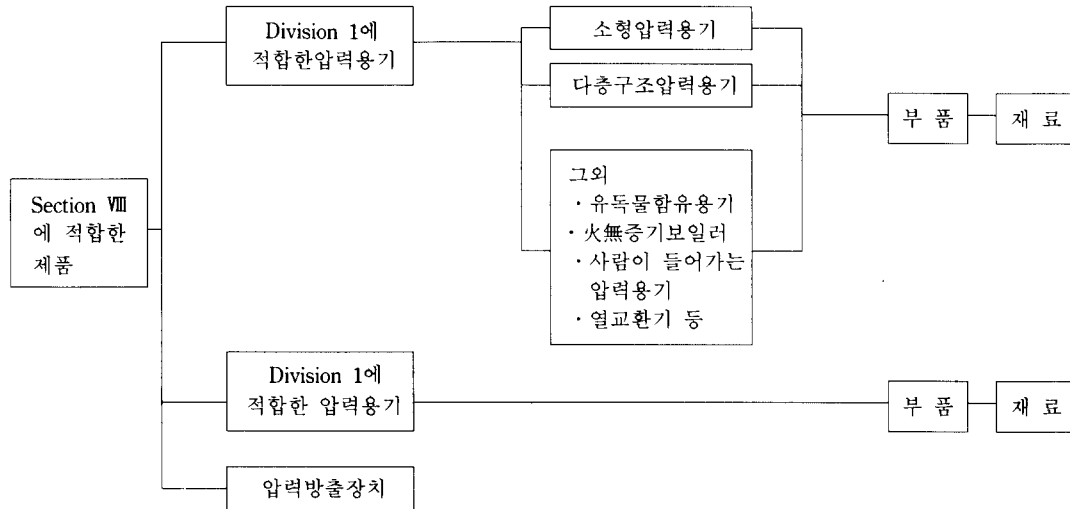 Section Ⅷ
에 적합한
제품
Division 1에
적합한압력용기
소형압력용기
다층구조압력용기
그외
· 유독물함유용기
· 火無증기보일러
· 사람이 들어가는
압력용기
· 열교환기 등
부 품
재 료
Division 1에
적합한 압력용기
부 품
재 료
압력방출장치